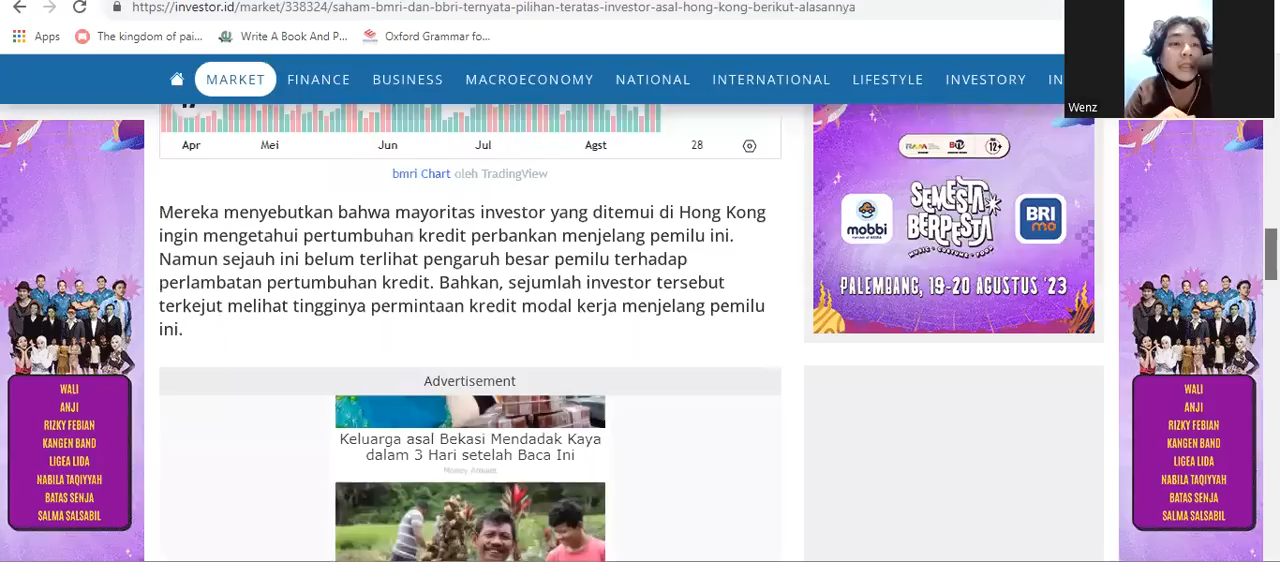 https://investor.id/market/338324/saham-bmri-dan-bbri-ternyata-pilihan-teratas-investor-asal-hong-kong-berikut-alasannya
Apps The kingdom of pai... Write A Book And P... Oxford Grammar fo...
MARKET FINANCE BUSINESS MACROECONOMY NATIONAL INTERNATIONAL LIFESTYLE INVESTORY IN
Wenz
Apr Mei Jun Jul Agst 28
bmri Chart oleh TradingView
Mereka menyebutkan bahwa mayoritas investor yang ditemui di Hong Kong
ingin mengetahui pertumbuhan kredit perbankan menjelang pemilu ini.
Namun sejauh ini belum terlihat pengaruh besar pemilu terhadap
perlambatan pertumbuhan kredit. Bahkan, sejumlah investor tersebut
terkejut melihat tingginya permintaan kredit modal kerja menjelang pemilu
ini.
Advertisement
Keluarga asal Bekasi Mendadak Kaya
dalam 3 Hari setelah Baca Ini
12+
mobbi
SEMESTA
BERPESTA
BRI
mo
PALEMBANG, 19-20 AGUSTUS '23
WALI
ANJI
RIZKY FEBIAN
KANGEN BAND
LIGEA LIDA
NABILA TAQIYYAH
BATAS SENJA
SALMA SALSABIL
WALI
ANJI
RIZKY FEBIAN
KANGEN BAND
LIGEA LIDA
NABILA TAQIYYAH
BATAS SENJA
SALMA SALSABIL